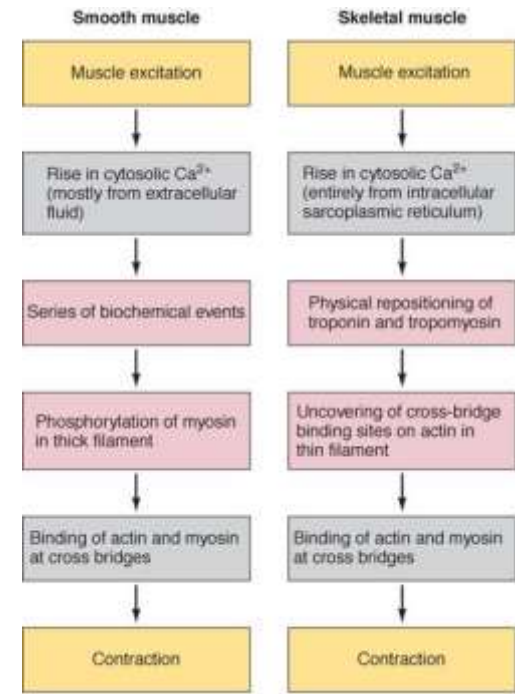 Smooth muscle
Muscle excitation
Rise in cytosolic Ca²⁺
(mostly from extracellular
fluid)
Series of biochemical events
Phosphorylation of myosin
in thick filament
Binding of actin and myosin
at cross bridges
Contraction
Skeletal muscle
Muscle excitation
Rise in cytosolic Ca²⁺
(entirely from intracellular
sarcoplasmic reticulum)
Physical repositioning of
troponin and tropomyosin
Uncovering of cross-bridge
binding sites on actin in
thin filament
Binding of actin and myosin
at cross bridges
Contraction